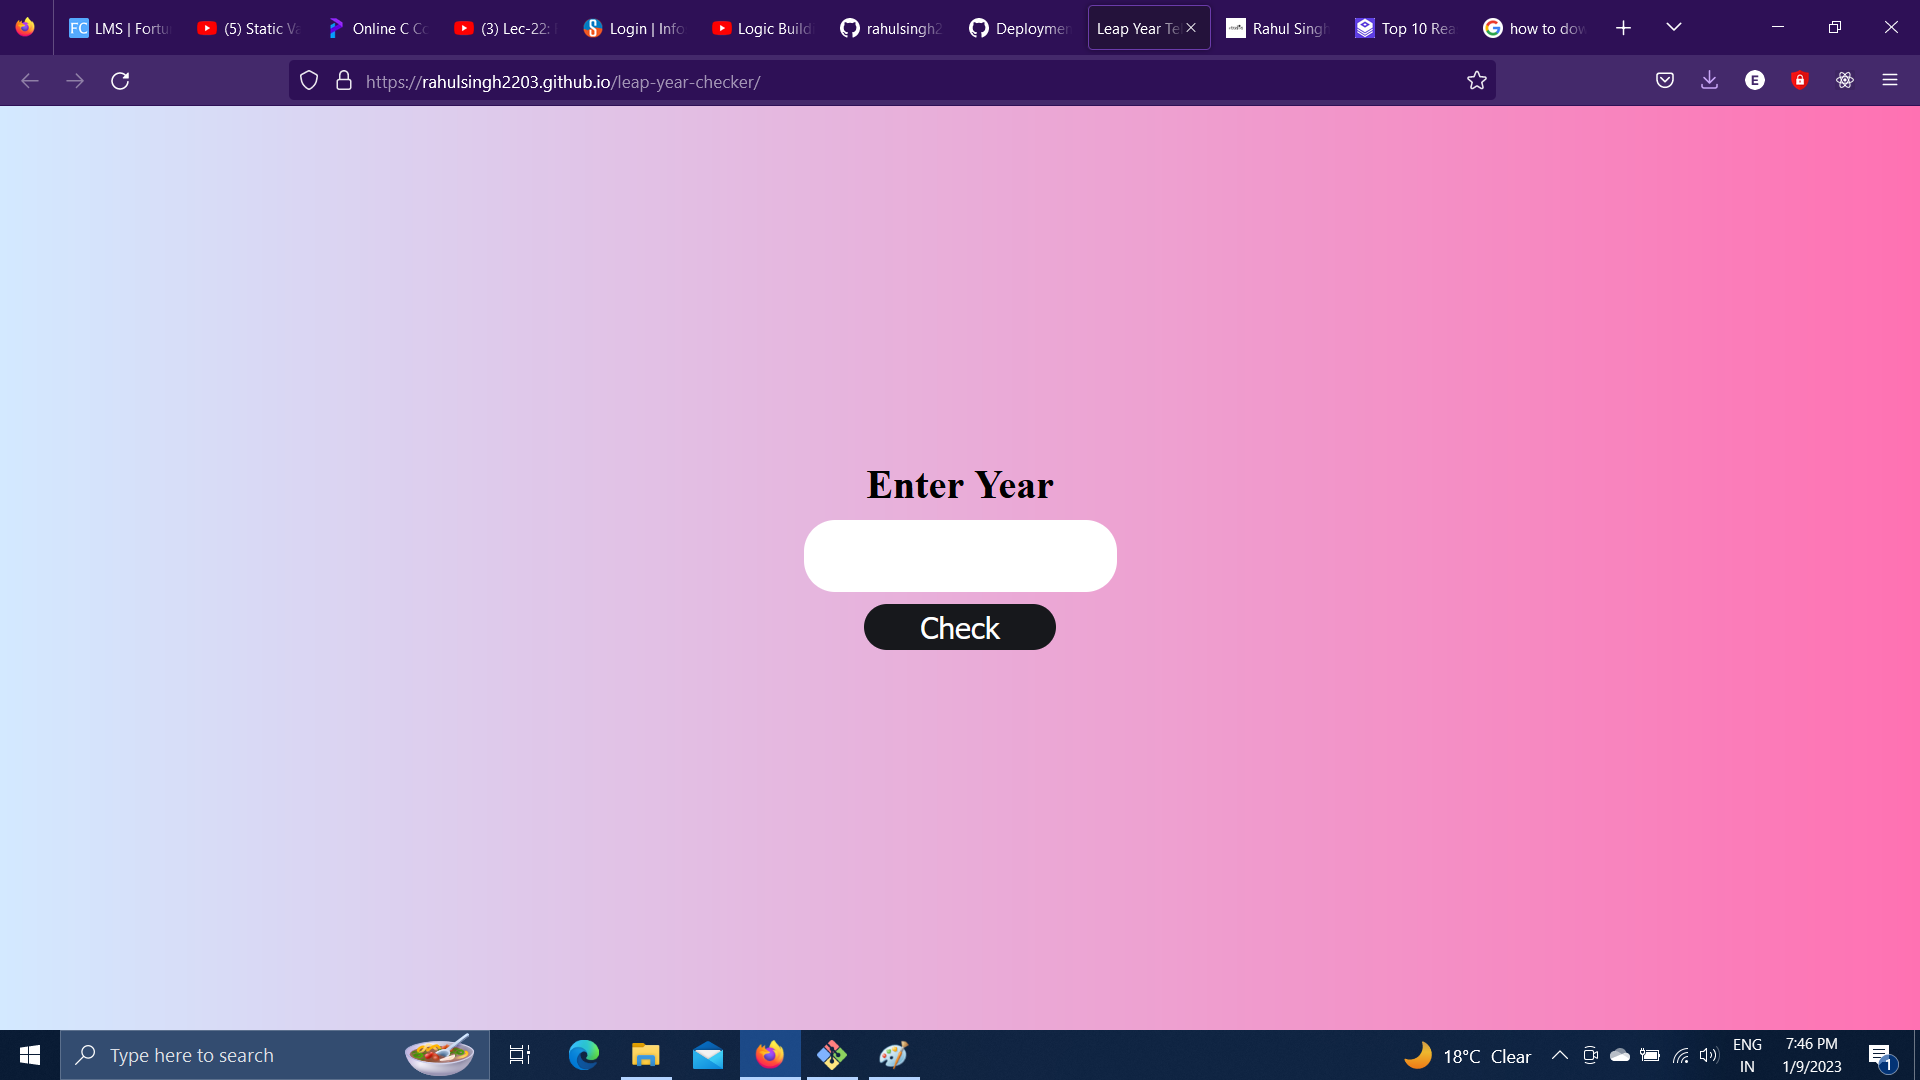 FC LMS | Fortu
(5) Static Va
Online C Co
(3) Lec-22:
Login | Info
Logic Buildi
rahulsingh2
Deploymen
Leap Year Tel
Rahul Singh
Top 10 Rea
how to dow
https://rahulsingh2203.github.io/leap-year-checker/
E
Enter Year
Check
Type here to search
18°C Clear
ENG
IN
7:46 PM
1/9/2023
1